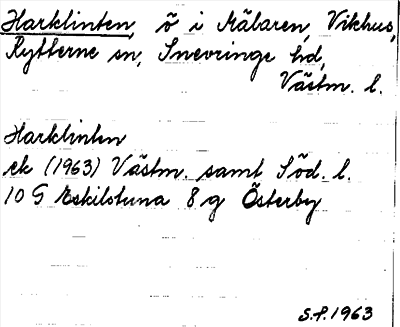 Harklinten, ö i Mälaren, Vikhus,
Rytterne sn, Snevringe hd,
Västm. l.
Harklinten
ek (1963) Västm. samt Söd. l.
10 G Eskilstuna 8 g Österby
S.P. 1963